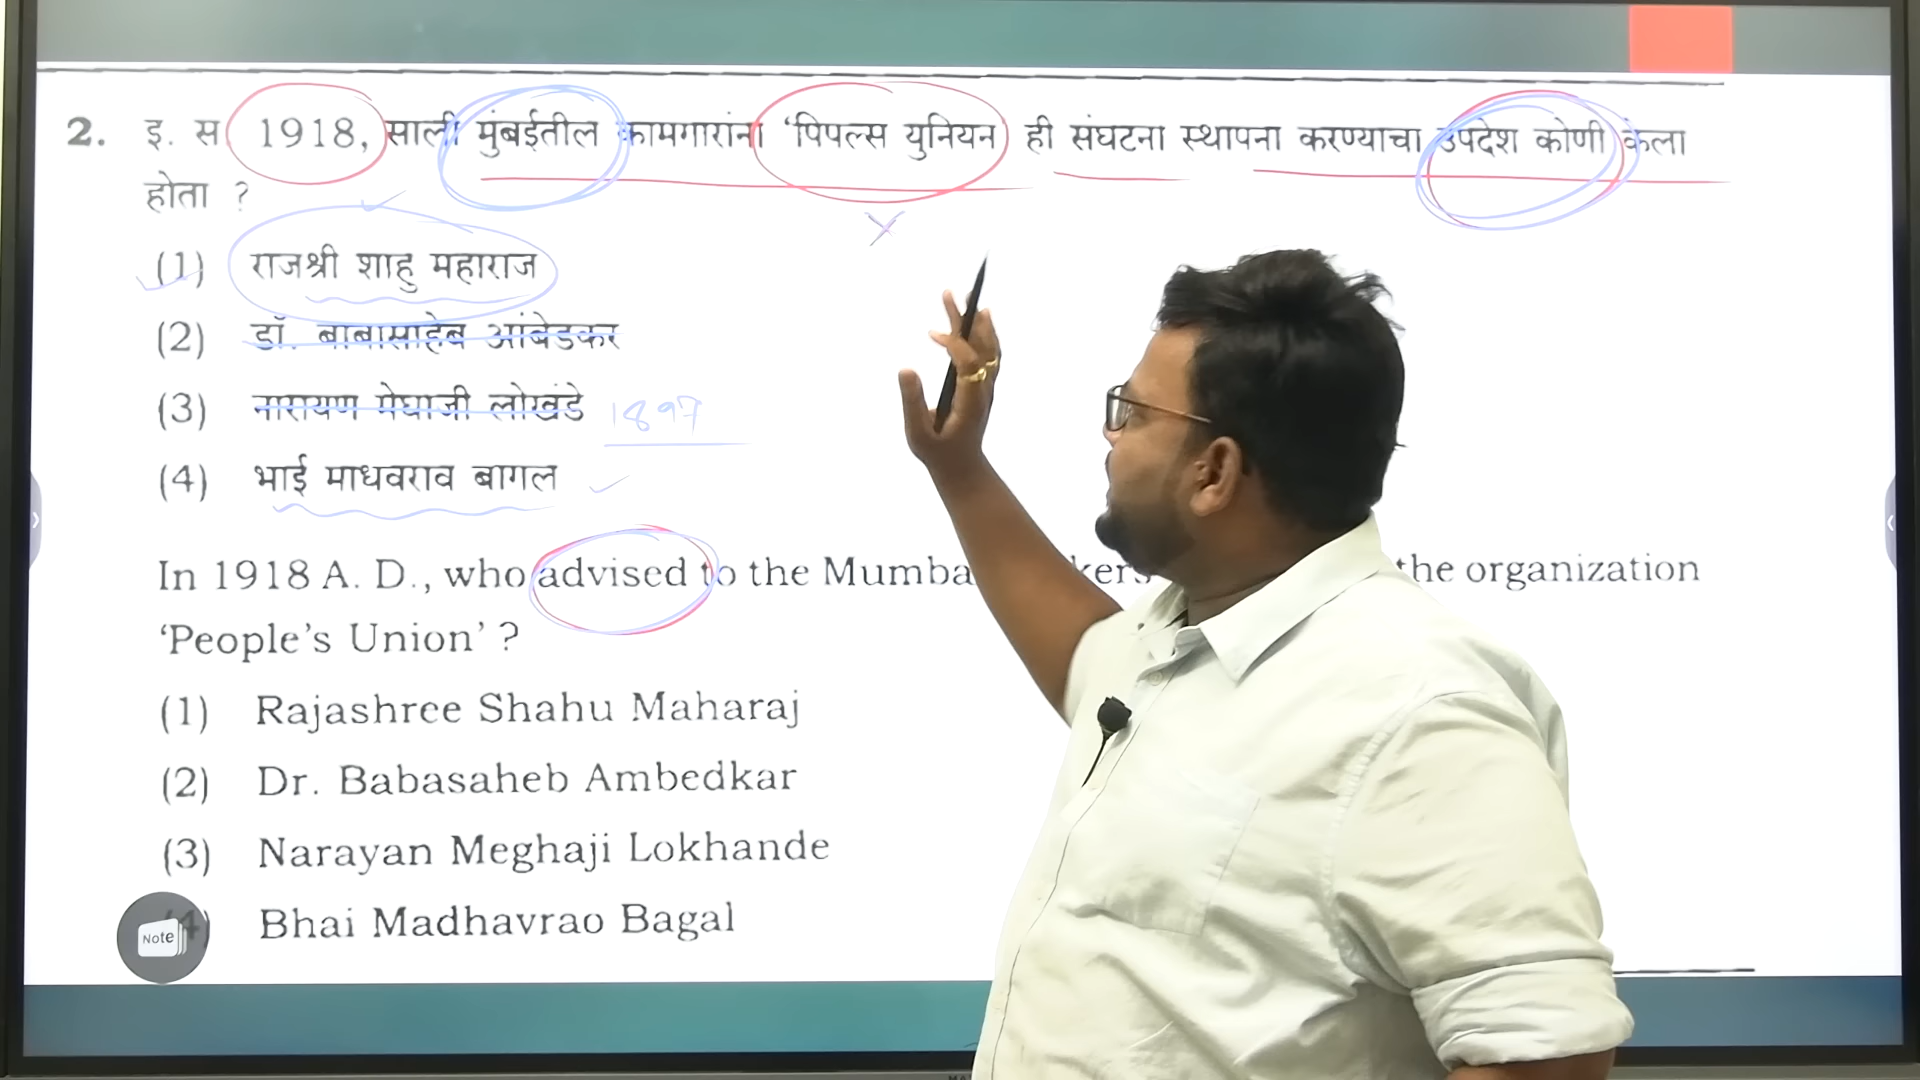 2. इ. स. 1918, साली मुंबईतील कामगारांना 'पिपल्स युनियन' ही संघटना स्थापना करण्याचा उपदेश कोणी केला
होता ?
(1) राजश्री शाहु महाराज
(2) डॉ. बाबासाहेब आंबेडकर
(3) नारायण मेघाजी लोखंडे 1897
(4) भाई माधवराव बागल
In 1918 A. D., who advised to the Mumba the organization
'People's Union' ?
(1) Rajashree Shahu Maharaj
(2) Dr. Babasaheb Ambedkar
(3) Narayan Meghaji Lokhande
(4) Bhai Madhavrao Bagal
Note